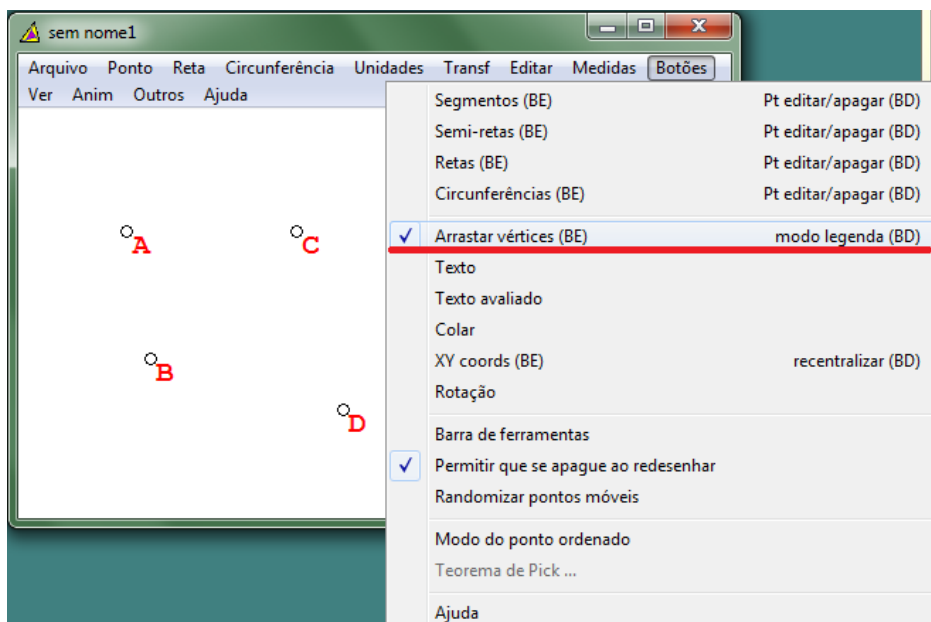 sem nome1
Arquivo Ponto Reta Circunferência Unidades Transf Editar Medidas Botões
Ver Anim Outros Ajuda
Segmentos (BE) Pt editar/apagar (BD)
Semi-retas (BE) Pt editar/apagar (BD)
Retas (BE) Pt editar/apagar (BD)
Circunferências (BE) Pt editar/apagar (BD)
A
C
Arrastar vértices (BE) modo legenda (BD)
Texto
Texto avaliado
Colar
B
XY coords (BE) recentralizar (BD)
Rotação
D
Barra de ferramentas
Permitir que se apague ao redesenhar
Randomizar pontos móveis
Modo do ponto ordenado
Teorema de Pick ...
Ajuda